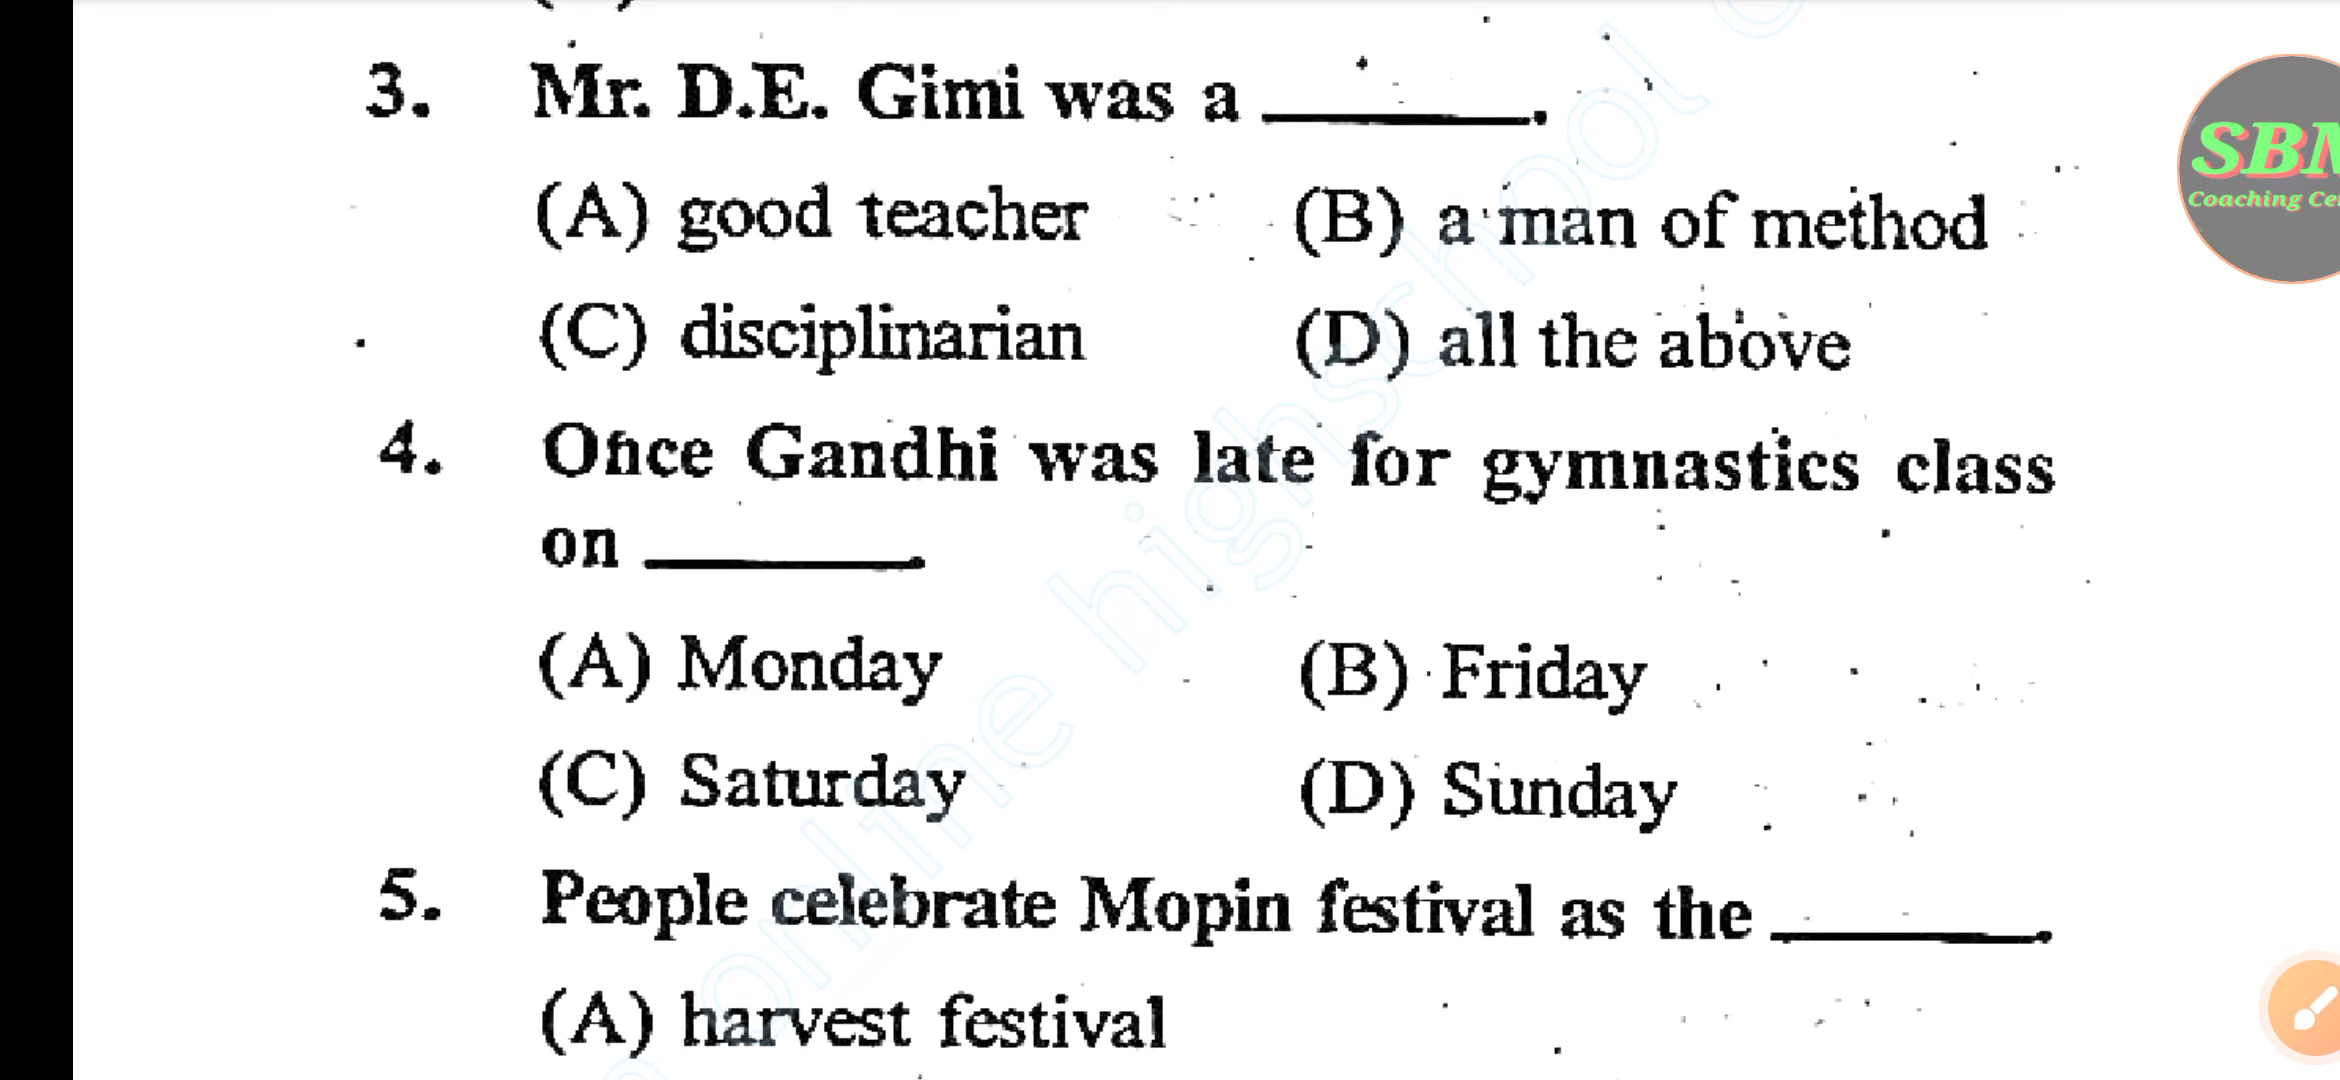 3. Mr. D.E. Gimi was a ________.
(A) good teacher (B) a man of method
(C) disciplinarian (D) all the above
4. Once Gandhi was late for gymnastics class
on ________.
(A) Monday (B) Friday
(C) Saturday (D) Sunday
5. People celebrate Mopin festival as the ________.
(A) harvest festival
SBM
Coaching
online highschool